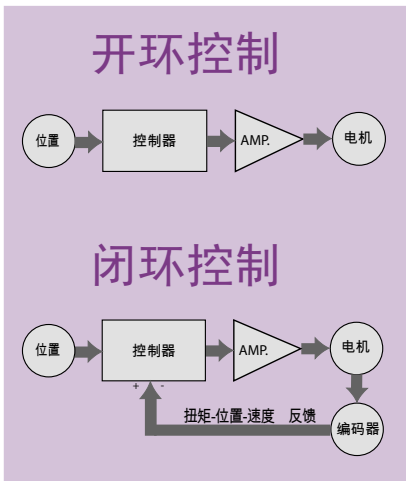 开环控制
位置 控制器 AMP. 电机
闭环控制
位置 控制器 AMP. 电机
+ -
扭矩-位置-速度 反馈
编码器